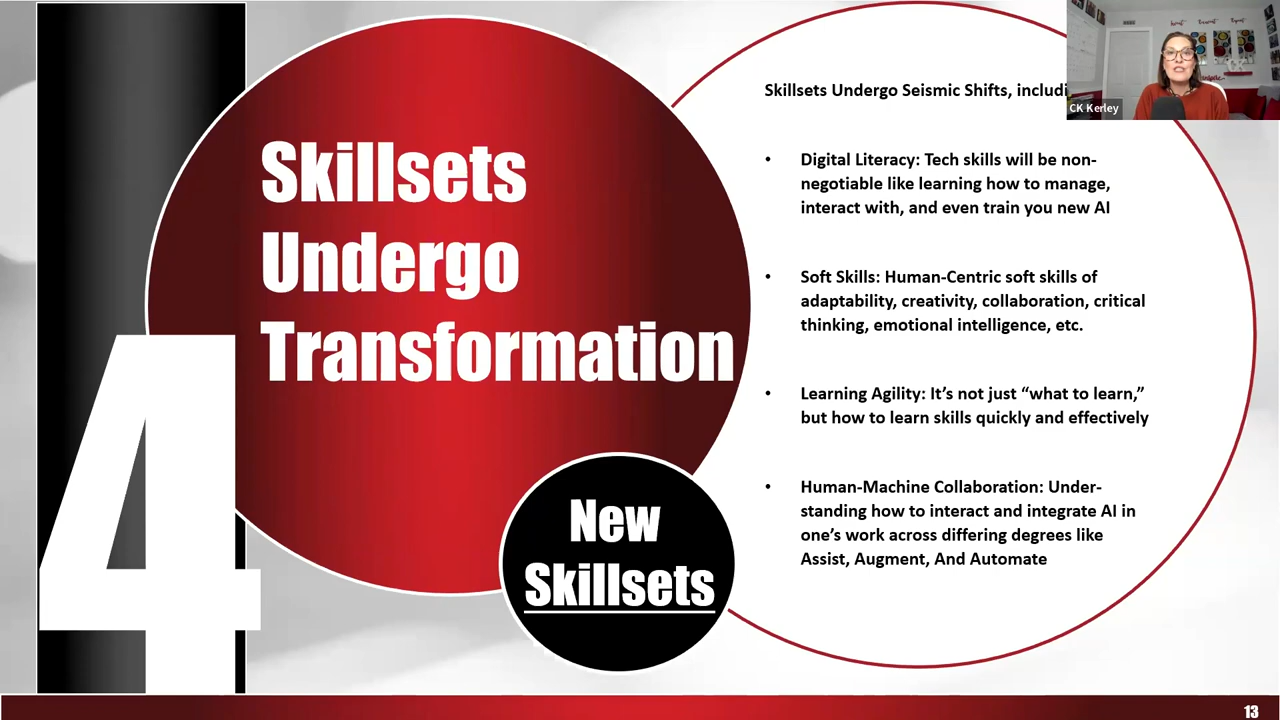 4
Skillsets
Undergo
Transformation
New
Skillsets
Skillsets Undergo Seismic Shifts,
• Digital Literacy: Tech skills will be non-
negotiable like learning how to manage,
interact with, and even train you new AI
• Soft Skills: Human-Centric soft skills of
adaptability, creativity, collaboration, critical
thinking, emotional intelligence, etc.
• Learning Agility: It’s not just “what to learn,”
but how to learn skills quickly and effectively
• Human-Machine Collaboration: Under-
standing how to interact and integrate AI in
one’s work across differing degrees like
Assist, Augment, And Automate
CK Kerley
13